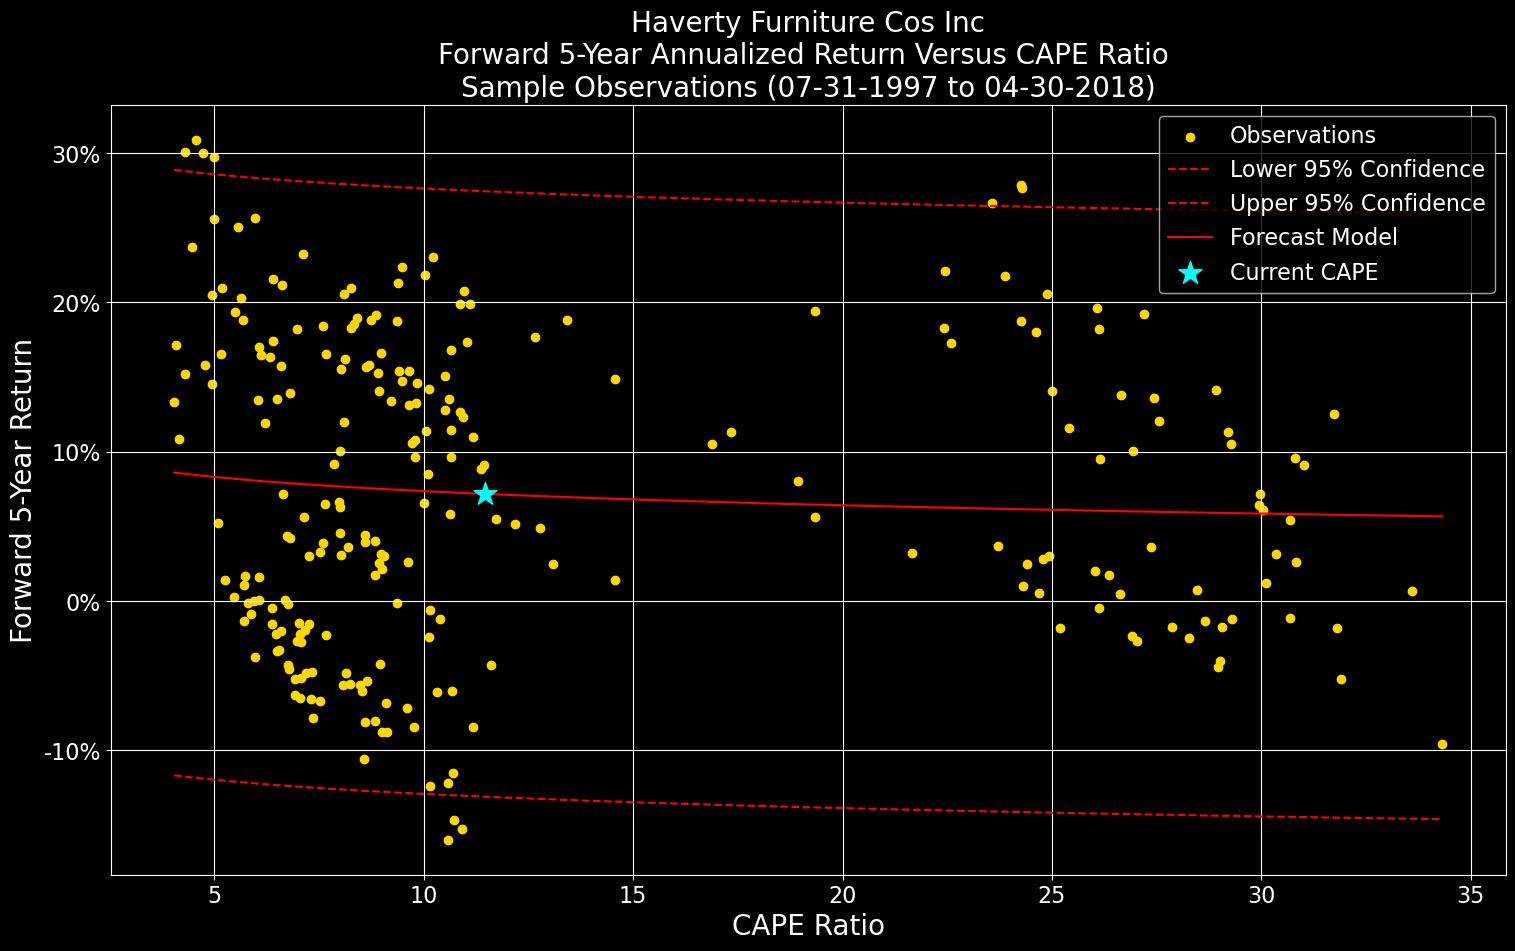 Haverty Furniture Cos Inc
Forward 5-Year Annualized Return Versus CAPE Ratio
Sample Observations (07-31-1997 to 04-30-2018)
Observations
Lower 95% Confidence
Upper 95% Confidence
Forecast Model
Current CAPE
Forward 5-Year Return
30%
20%
10%
0%
-10%
5 10 15 20 25 30 35
CAPE Ratio